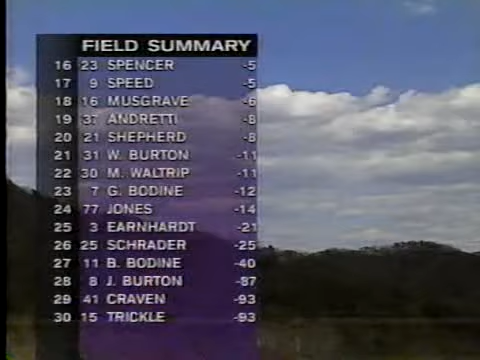 FIELD SUMMARY
16 23 SPENCER -5
17 9 SPEED -5
18 16 MUSGRAVE -6
19 37 ANDRETTI -8
20 21 SHEPHERD -8
21 31 W. BURTON -11
22 30 M. WALTRIP -11
23 7 G. BODINE -12
24 77 JONES -14
25 3 EARNHARDT -21
26 25 SCHRADER -25
27 11 B. BODINE -40
28 8 J. BURTON -87
29 41 CRAVEN -93
30 15 TRICKLE -93